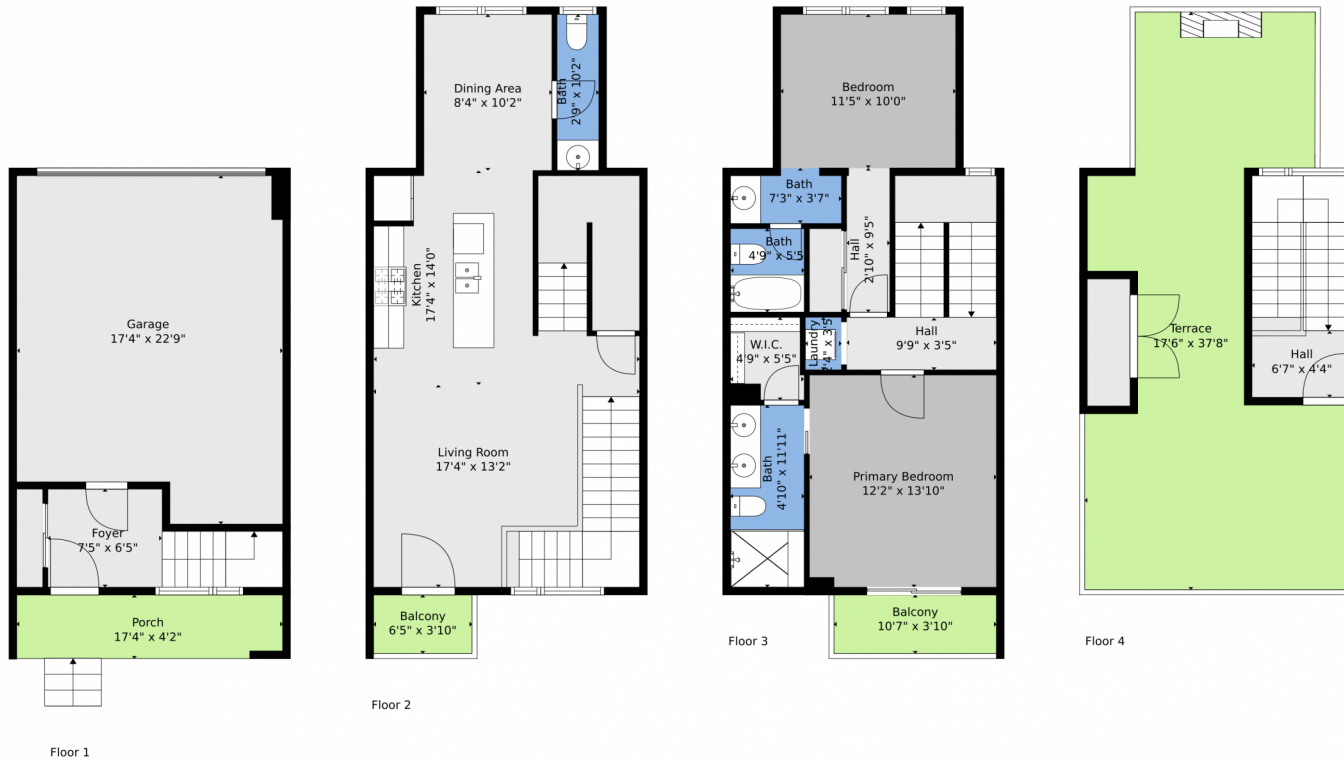 Garage
17'4" x 22'9"
Foyer
7'5" x 6'5"
Porch
17'4" x 4'2"
Floor 1
Dining Area
8'4" x 10'2"
Bath
2'9" x 10'2"
Kitchen
17'4" x 14'0"
Living Room
17'4" x 13'2"
Balcony
6'5" x 3'10"
Floor 2
Bedroom
11'5" x 10'0"
Bath
7'3" x 3'7"
Bath
4'9" x 5'5"
Hall
2'10" x 9'5"
W.I.C.
4'9" x 5'5"
Laundry
Hall
9'9" x 3'5"
Bath
4'10" x 11'11"
Primary Bedroom
12'2" x 13'10"
Balcony
10'7" x 3'10"
Floor 3
Terrace
17'6" x 37'8"
Hall
6'7" x 4'4"
Floor 4